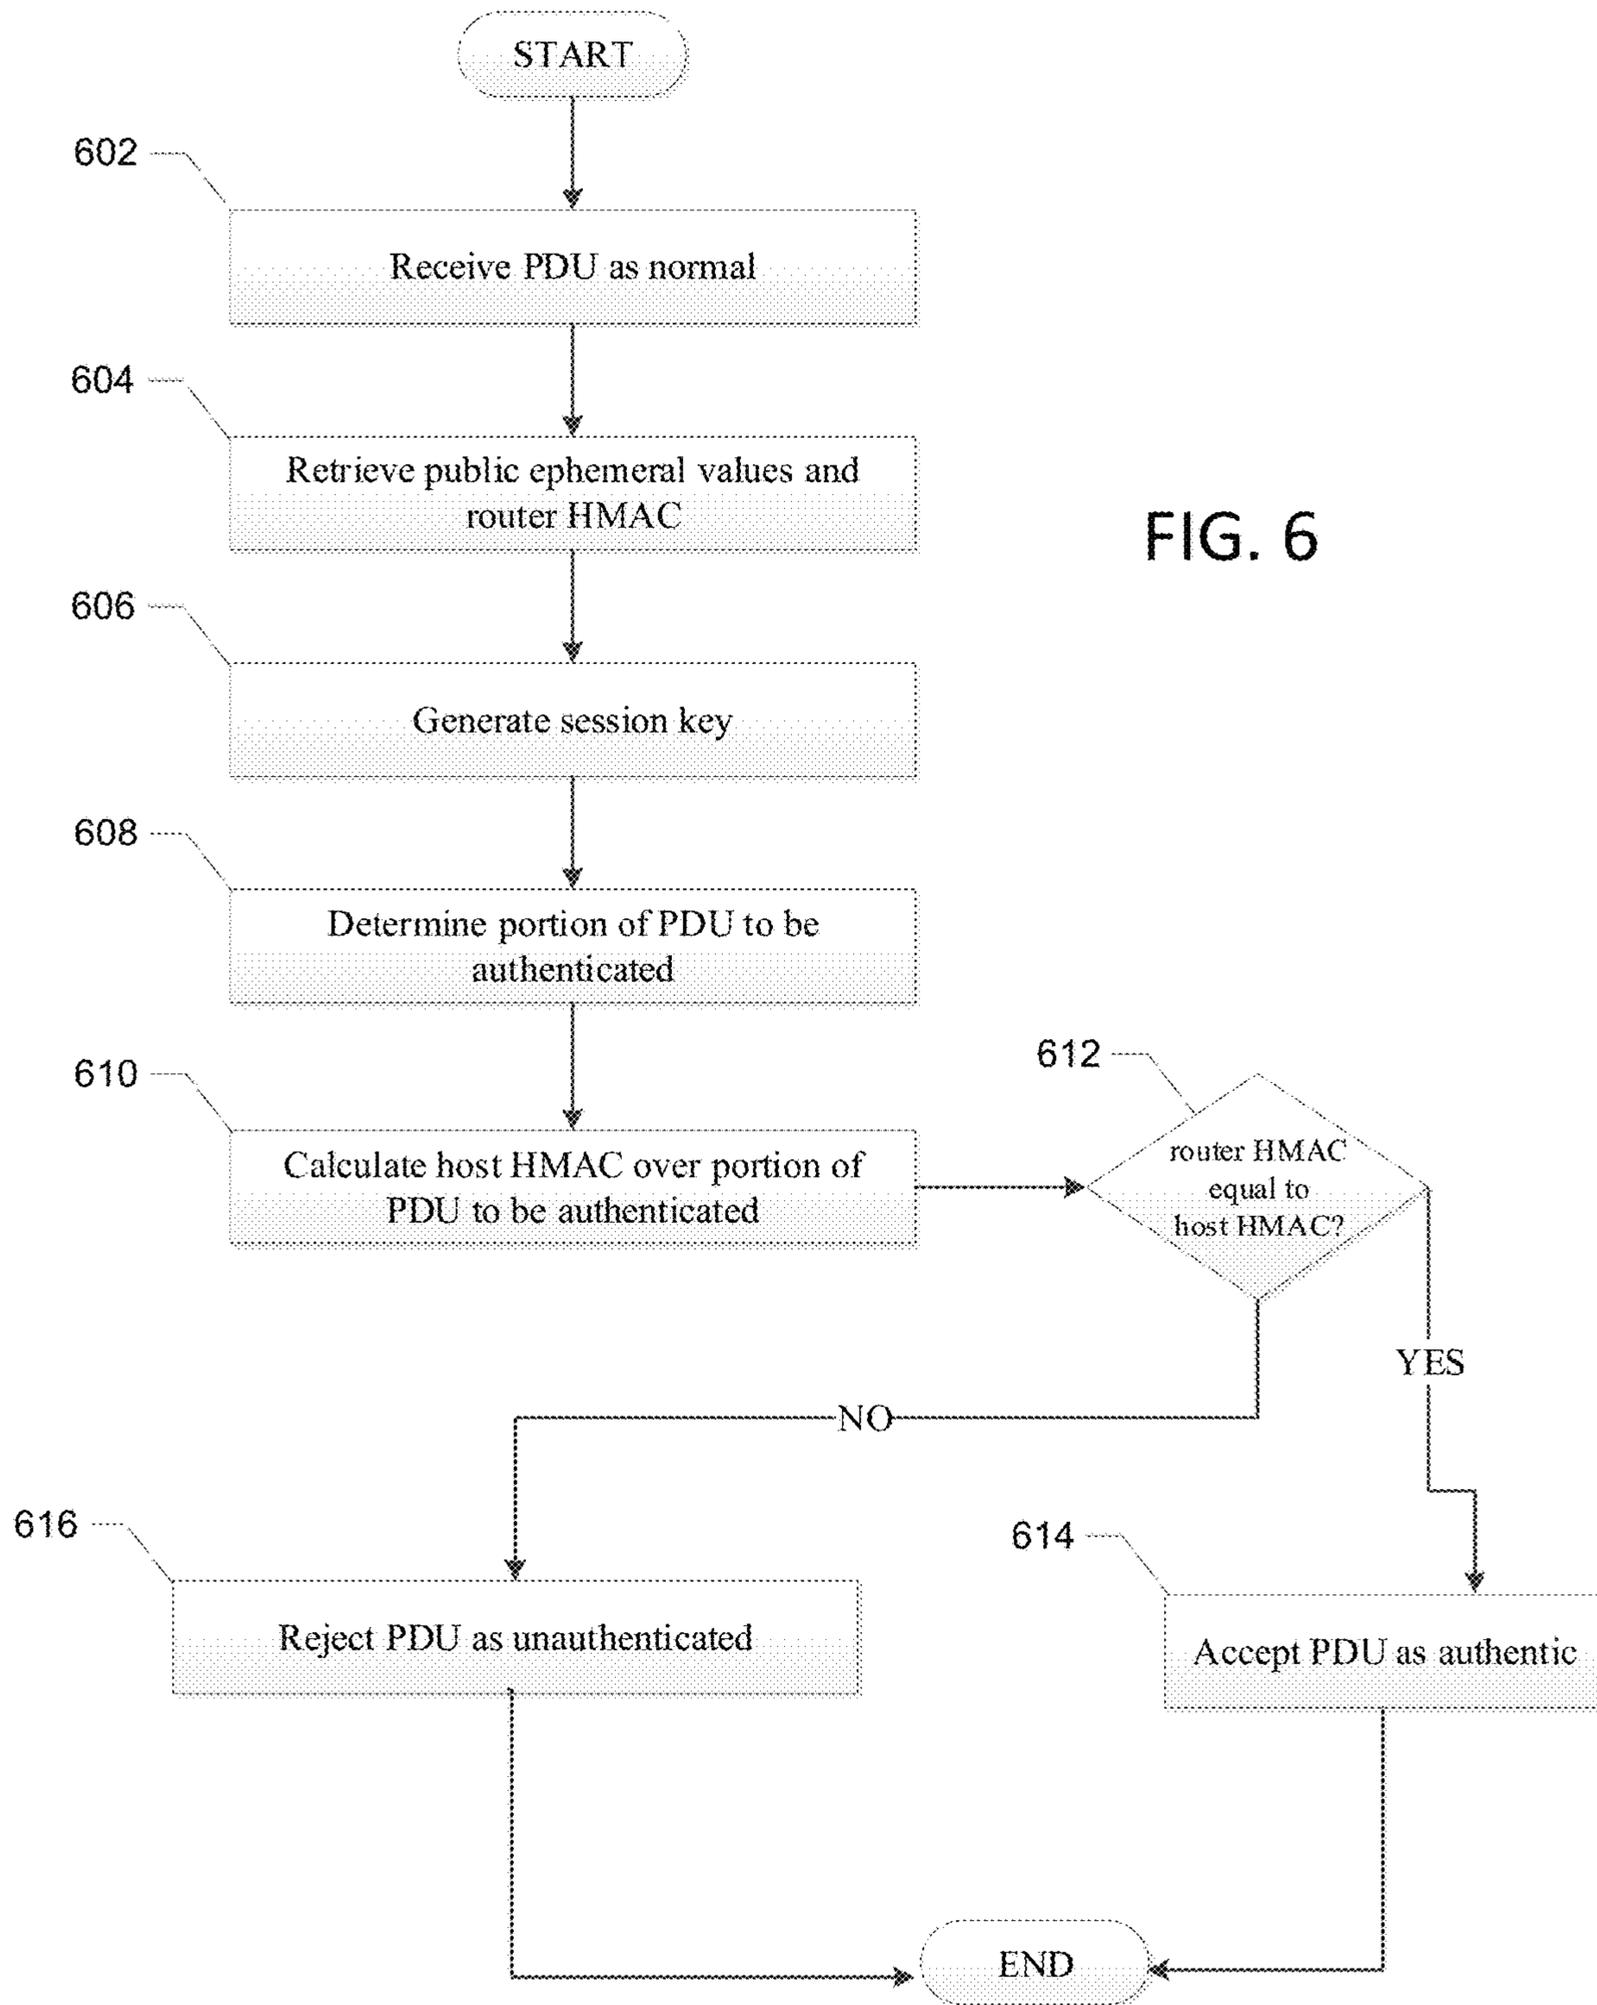 START
602
Receive PDU as normal
604
Retrieve public ephemeral values and
router HMAC
FIG. 6
606
Generate session key
608
Determine portion of PDU to be
authenticated
610
Calculate host HMAC over portion of
PDU to be authenticated
612
router HMAC
equal to
host HMAC?
YES
NO
616
Reject PDU as unauthenticated
614
Accept PDU as authentic
END